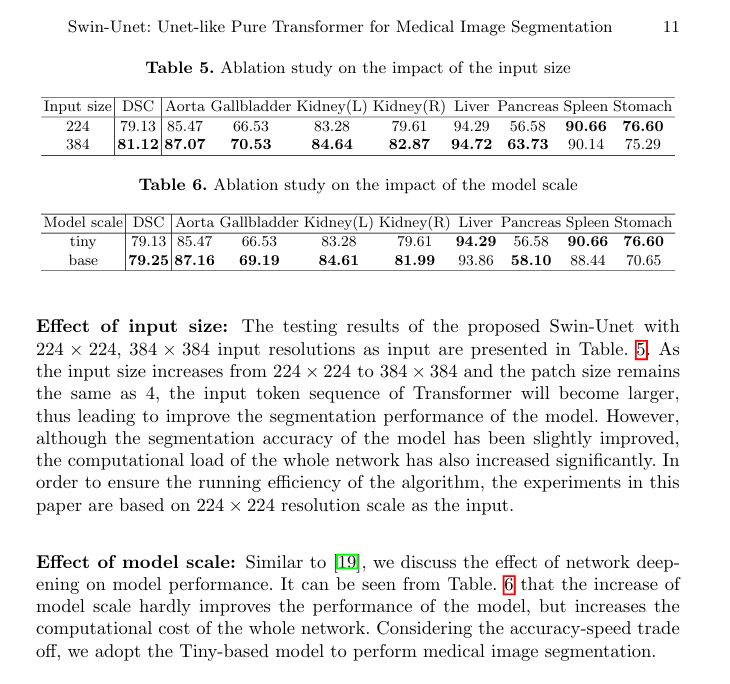 Swin-Unet: Unet-like Pure Transformer for Medical Image Segmentation 11
Table 5. Ablation study on the impact of the input size
Input size DSC Aorta Gallbladder Kidney(L) Kidney(R) Liver Pancreas Spleen Stomach
224 79.13 85.47 66.53 83.28 79.61 94.29 56.58 90.66 76.60
384 81.12 87.07 70.53 84.64 82.87 94.72 63.73 90.14 75.29
Table 6. Ablation study on the impact of the model scale
Model scale DSC Aorta Gallbladder Kidney(L) Kidney(R) Liver Pancreas Spleen Stomach
tiny 79.13 85.47 66.53 83.28 79.61 94.29 56.58 90.66 76.60
base 79.25 87.16 69.19 84.61 81.99 93.86 58.10 88.44 70.65
Effect of input size: The testing results of the proposed Swin-Unet with
224 × 224, 384 × 384 input resolutions as input are presented in Table. 5. As
the input size increases from 224 × 224 to 384 × 384 and the patch size remains
the same as 4, the input token sequence of Transformer will become larger,
thus leading to improve the segmentation performance of the model. However,
although the segmentation accuracy of the model has been slightly improved,
the computational load of the whole network has also increased significantly. In
order to ensure the running efficiency of the algorithm, the experiments in this
paper are based on 224 × 224 resolution scale as the input.
Effect of model scale: Similar to [19], we discuss the effect of network deep-
ening on model performance. It can be seen from Table. 6 that the increase of
model scale hardly improves the performance of the model, but increases the
computational cost of the whole network. Considering the accuracy-speed trade
off, we adopt the Tiny-based model to perform medical image segmentation.